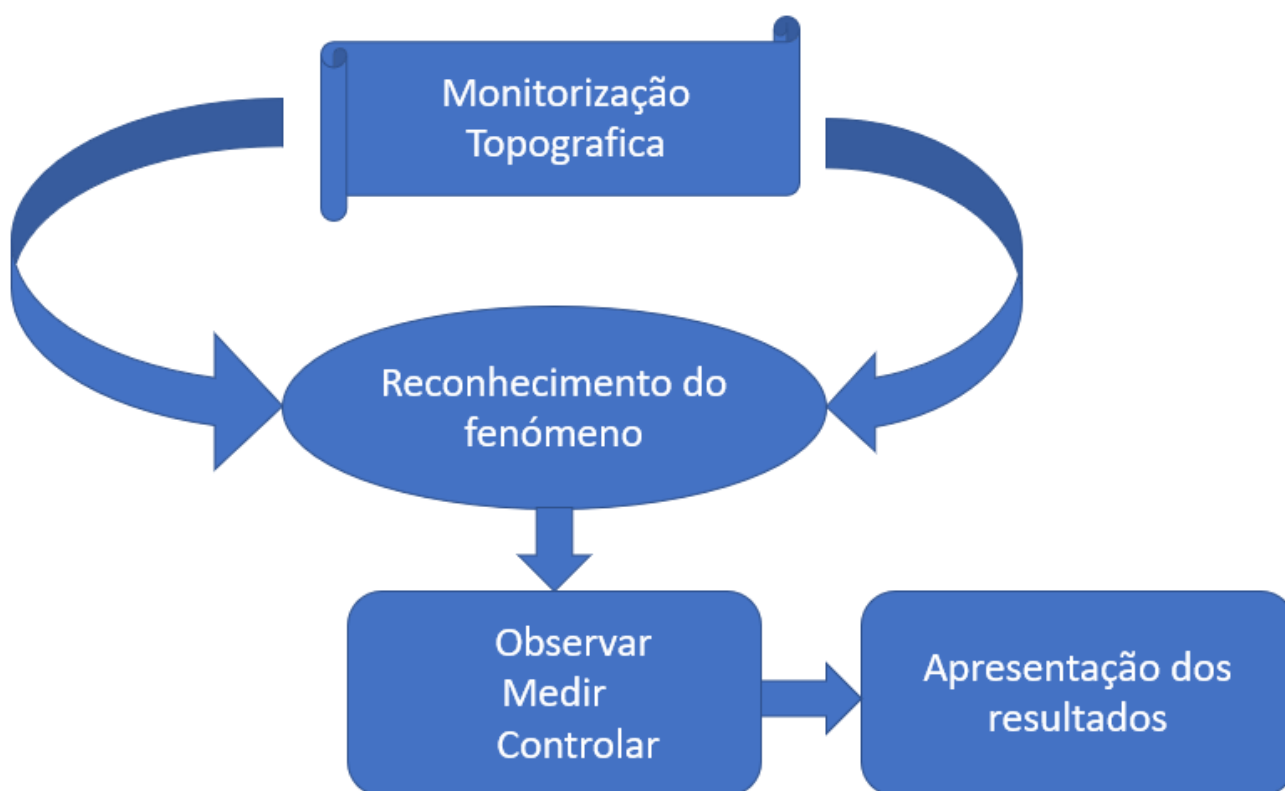 Monitorização
Topografica
Reconhecimento do
fenómeno
Observar
Medir
Controlar
Apresentação dos
resultados